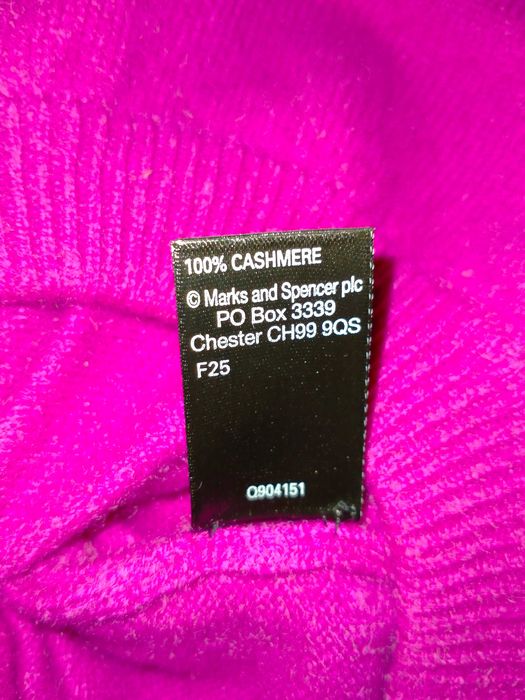 100% CASHMERE
© Marks and Spencer plc
PO Box 3339
Chester CH99 9QS
F25
Q904151